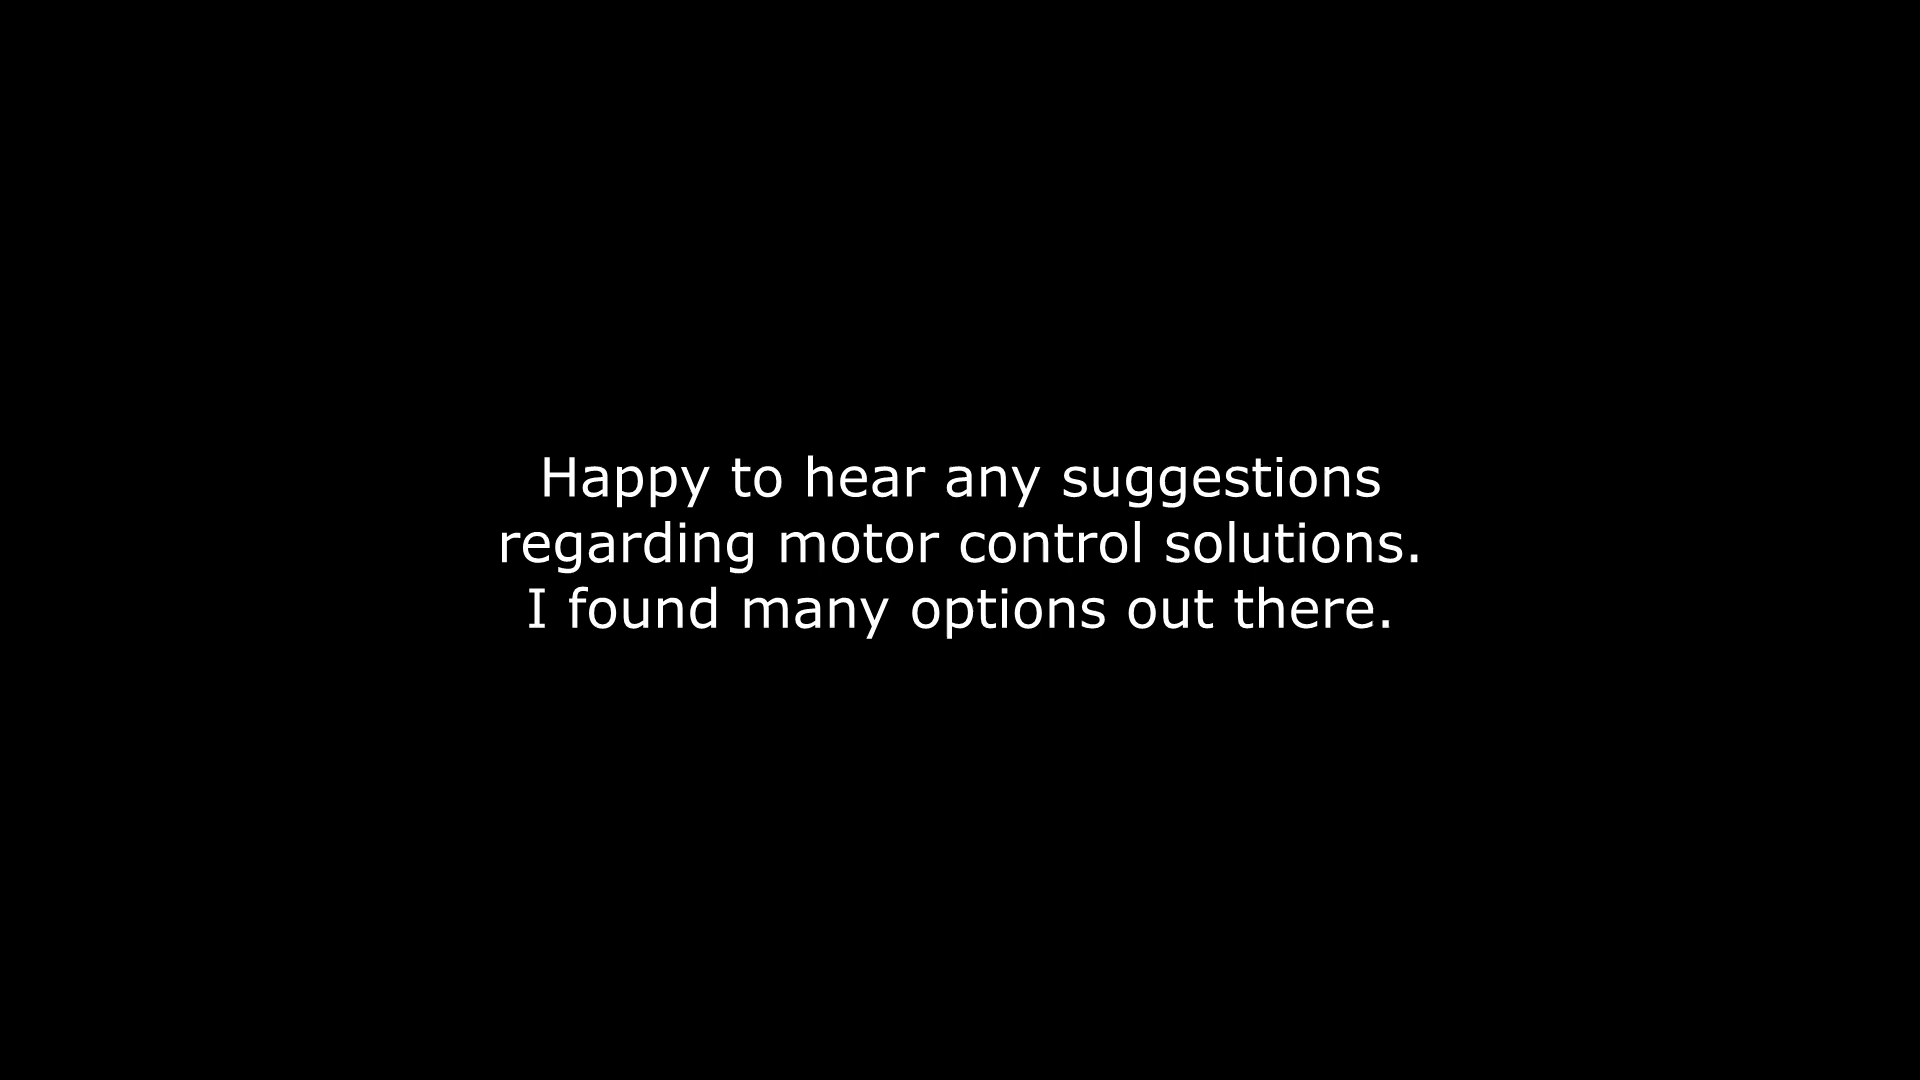 Happy to hear any suggestions
regarding motor control solutions.
I found many options out there.